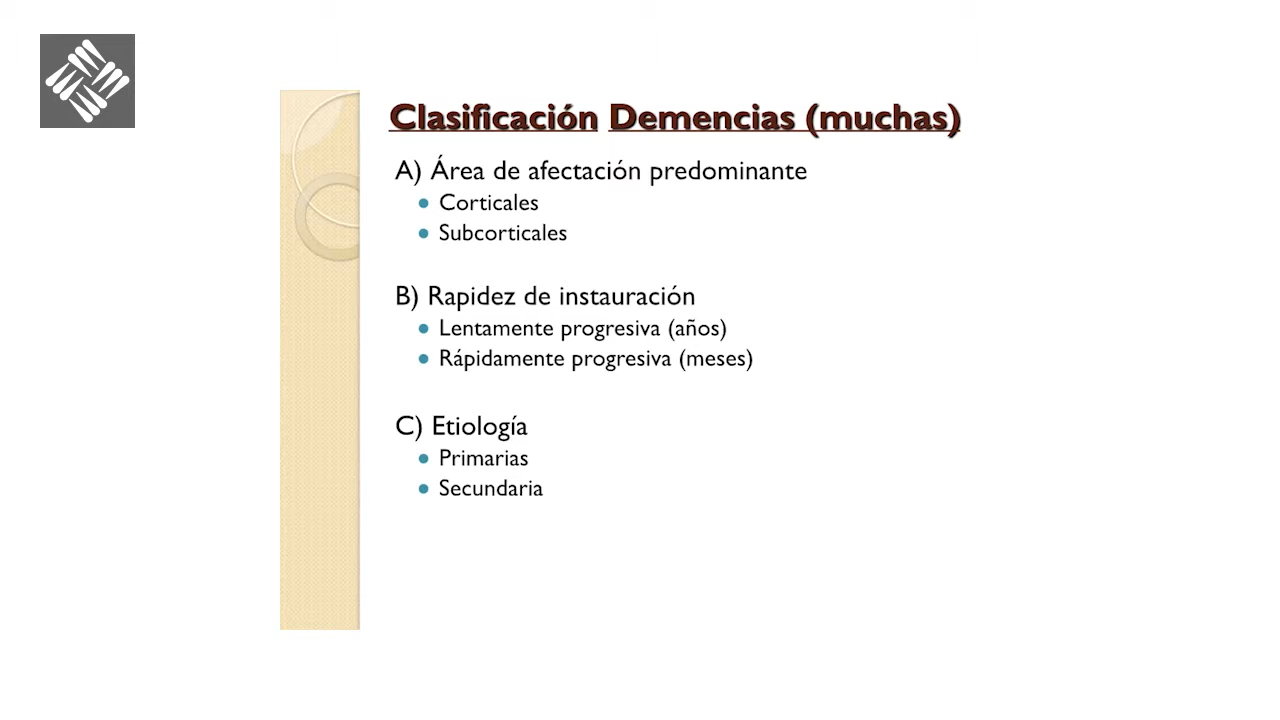 Clasificación Demencias (muchas)
A) Área de afectación predominante
Corticales
Subcorticales
B) Rapidez de instauración
Lentamente progresiva (años)
Rápidamente progresiva (meses)
C) Etiología
Primarias
Secundaria